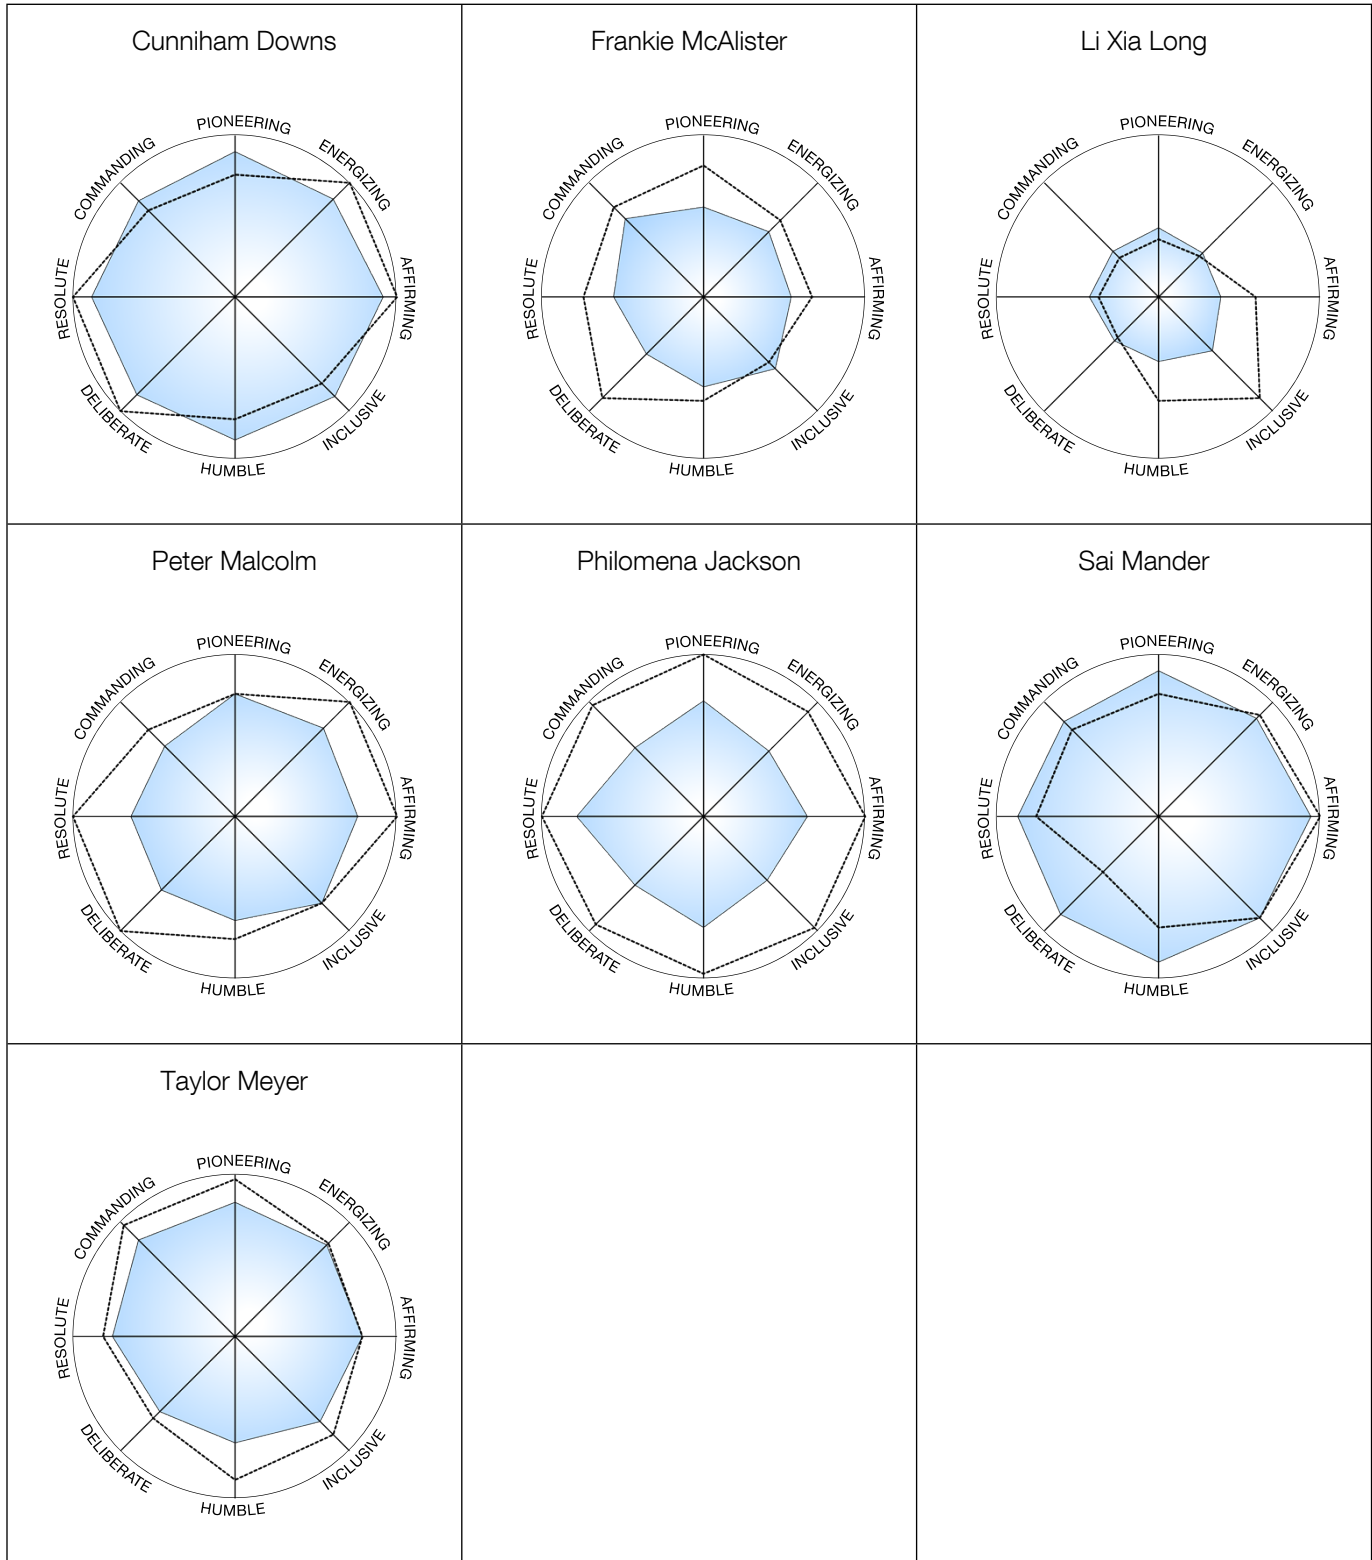 Cunniham Downs
PIONEERING
ENERGIZING
AFFIRMING
INCLUSIVE
HUMBLE
DELIBERATE
RESOLUTE
COMMANDING
Frankie McAlister
PIONEERING
ENERGIZING
AFFIRMING
INCLUSIVE
HUMBLE
DELIBERATE
RESOLUTE
COMMANDING
Li Xia Long
PIONEERING
ENERGIZING
AFFIRMING
INCLUSIVE
HUMBLE
DELIBERATE
RESOLUTE
COMMANDING
Peter Malcolm
PIONEERING
ENERGIZING
AFFIRMING
INCLUSIVE
HUMBLE
DELIBERATE
RESOLUTE
COMMANDING
Philomena Jackson
PIONEERING
ENERGIZING
AFFIRMING
INCLUSIVE
HUMBLE
DELIBERATE
RESOLUTE
COMMANDING
Sai Mander
PIONEERING
ENERGIZING
AFFIRMING
INCLUSIVE
HUMBLE
DELIBERATE
RESOLUTE
COMMANDING
Taylor Meyer
PIONEERING
ENERGIZING
AFFIRMING
INCLUSIVE
HUMBLE
DELIBERATE
RESOLUTE
COMMANDING